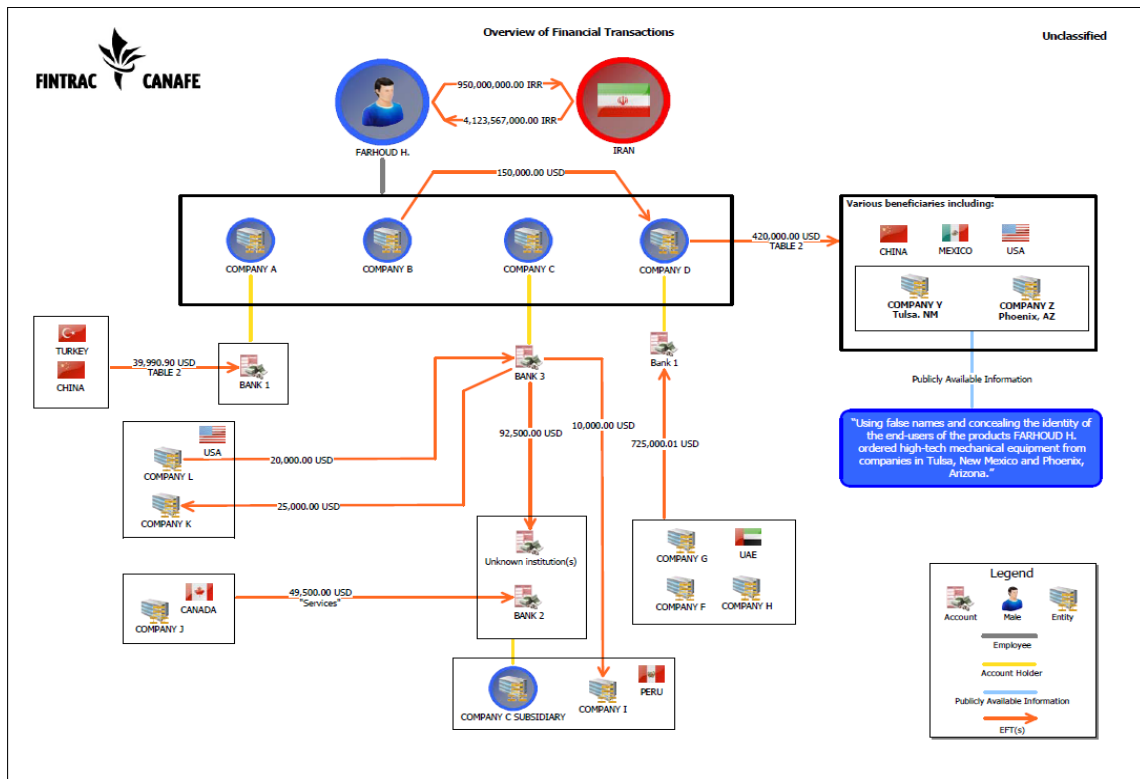 Overview of Financial Transactions
Unclassified
FINTRAC CANAFE
950,000,000.00 IRR
4,123,567,000.00 IRR
FARHOUD H.
IRAN
150,000.00 USD
COMPANY A
COMPANY B
COMPANY C
COMPANY D
420,000.00 USD
TABLE 2
Various beneficiaries including:
CHINA
MEXICO
USA
COMPANY Y
Tulsa. NM
COMPANY Z
Phoenix, AZ
TURKEY
CHINA
39,990.90 USD
TABLE 2
BANK 1
BANK 3
Bank 1
Publicly Available Information
"Using false names and concealing the identity of
the end-users of the products FARHOUD H.
ordered high-tech mechanical equipment from
companies in Tulsa, New Mexico and Phoenix,
Arizona."
USA
COMPANY L
20,000.00 USD
COMPANY K
25,000.00 USD
92,500.00 USD
10,000.00 USD
725,000.01 USD
Unknown institution(s)
BANK 2
COMPANY G
UAE
COMPANY F
COMPANY H
CANADA
COMPANY J
49,500.00 USD
"Services"
COMPANY C SUBSIDIARY
COMPANY I
PERU
Legend
Account
Male
Entity
Employee
Account Holder
Publicly Available Information
EFT(s)